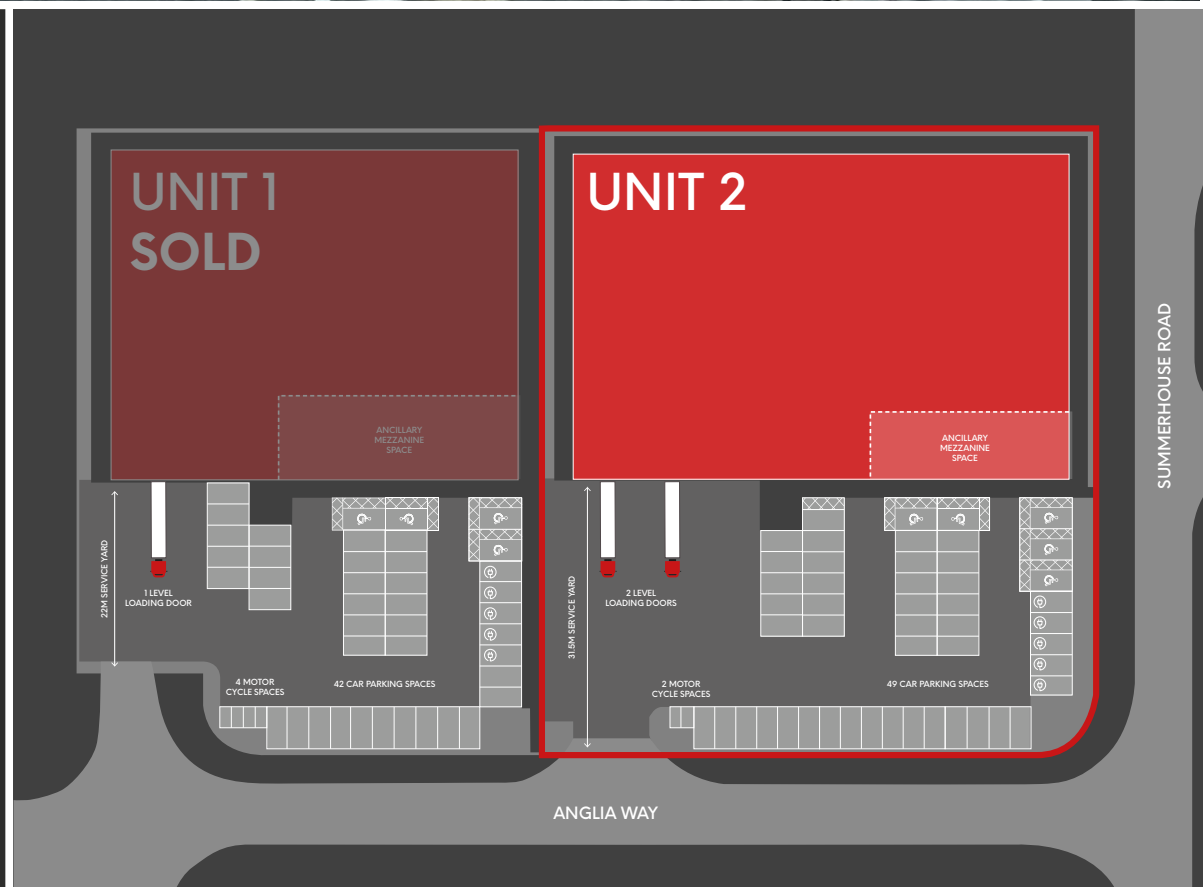 UNIT 1
SOLD
ANCILLARY
MEZZANINE
SPACE
22M SERVICE YARD
1 LEVEL
LOADING DOOR
4 MOTOR
CYCLE SPACES
42 CAR PARKING SPACES
UNIT 2
ANCILLARY
MEZZANINE
SPACE
31.5M SERVICE YARD
2 LEVEL
LOADING DOORS
2 MOTOR
CYCLE SPACES
49 CAR PARKING SPACES
SUMMERHOUSE ROAD
ANGLIA WAY